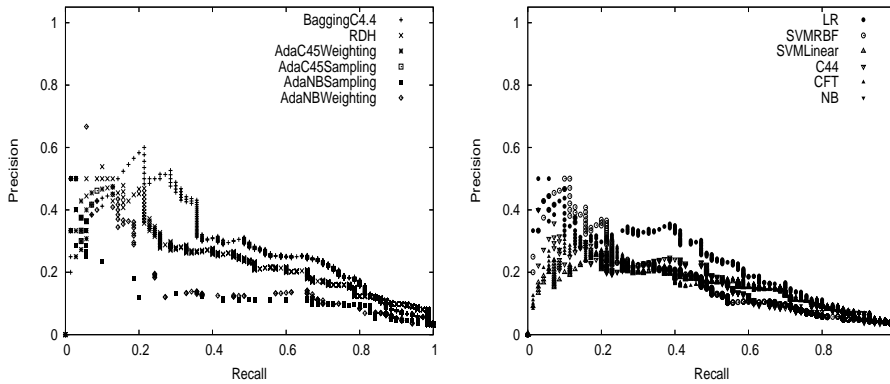 1
0.8
0.6
0.4
0.2
0
Precision
0
0.2
0.4
0.6
0.8
1
Recall
BaggingC4.4
RDH
AdaC45Weighting
AdaC45Sampling
AdaNBSampling
AdaNBWeighting
1
0.8
0.6
0.4
0.2
0
Precision
0
0.2
0.4
0.6
0.8
Recall
LR
SVMRBF
SVMLinear
C44
CFT
NB